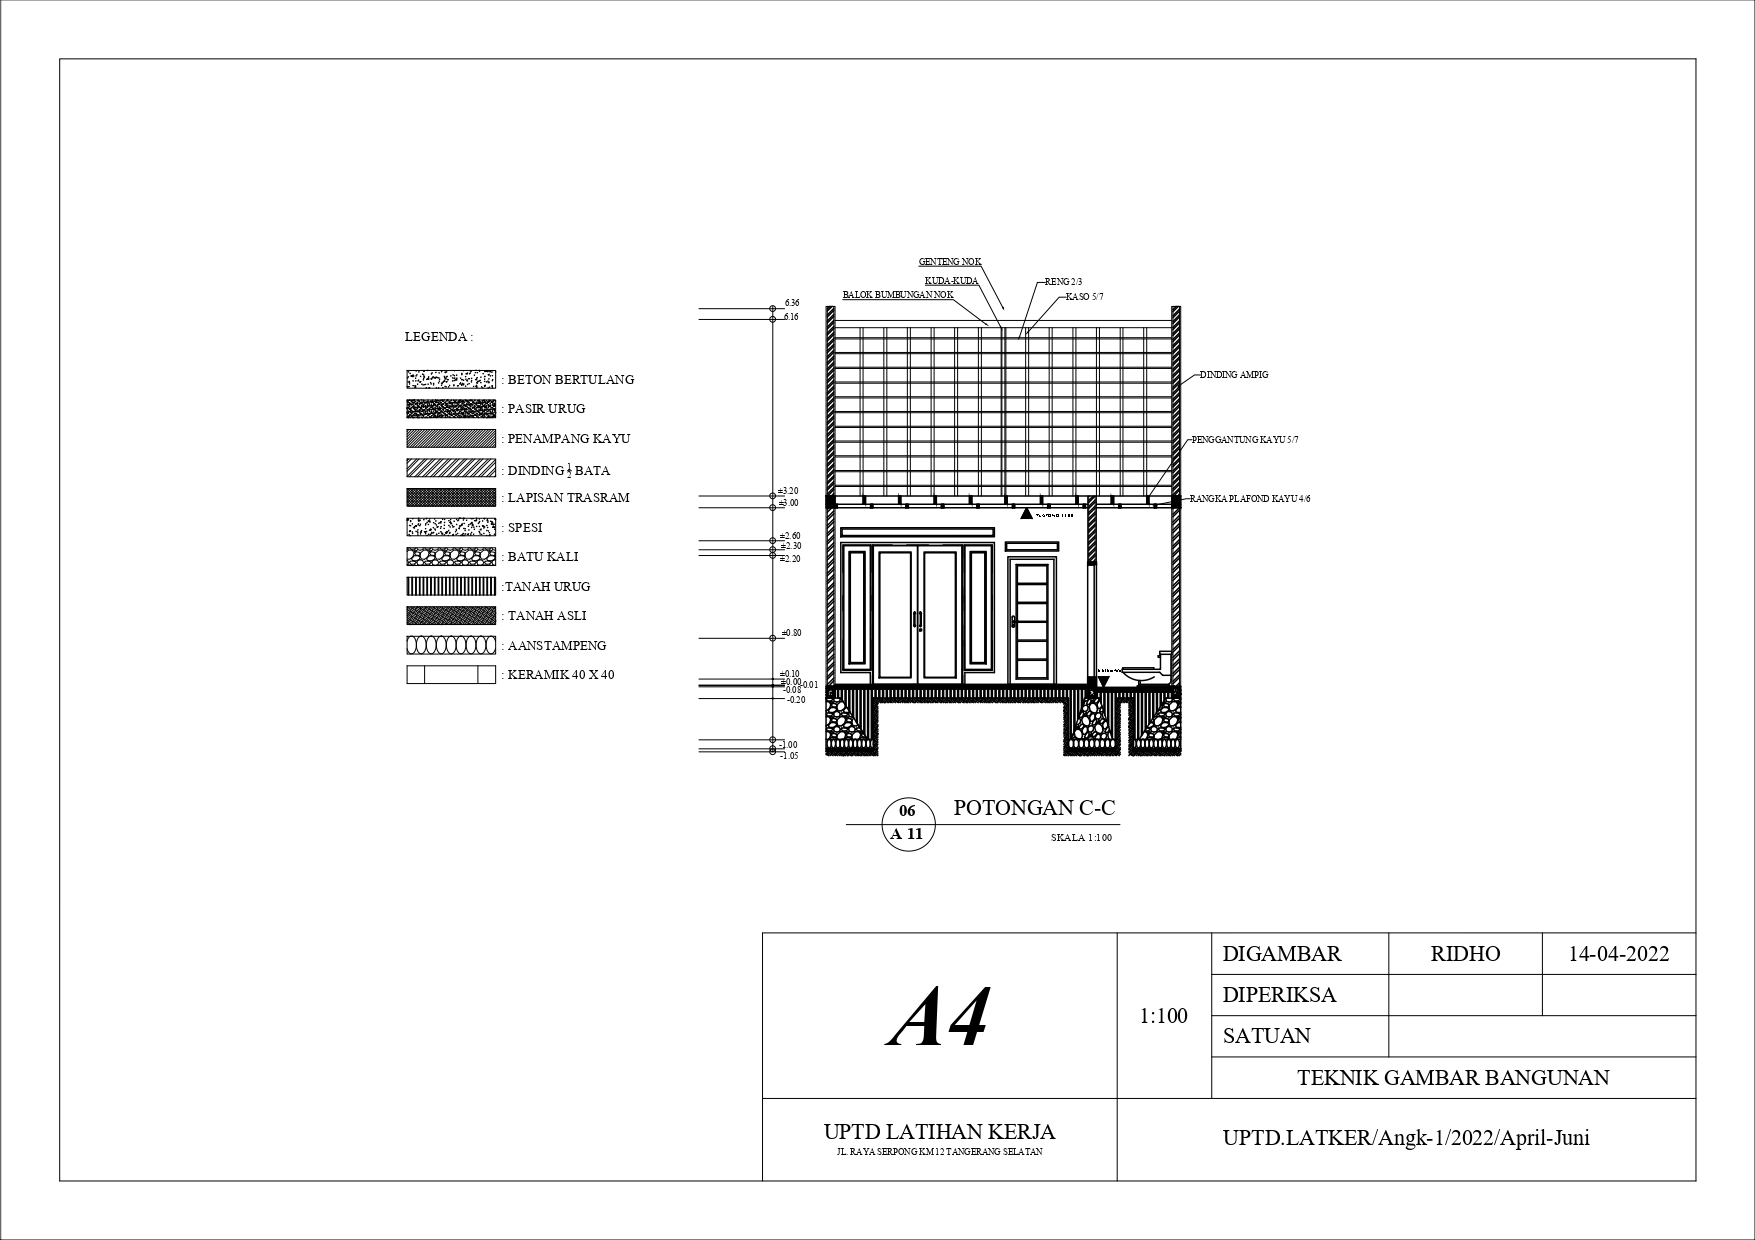 GENTENG NOK
KUDA-KUDA
BALOK BUMBUNGAN NOK
RENG 2/3
KASO 5/7
DINDING AMPIG
PENGGANTUNG KAYU 5/7
RANGKA PLAFOND KAYU 4/6
6.36
6.16
±3.20
±3.00
±2.60
±2.30
±2.20
±0.80
±0.10
±0.00
-0.01
-0.08
-0.20
-1.00
-1.05
LEGENDA :
: BETON BERTULANG
: PASIR URUG
: PENAMPANG KAYU
: DINDING ½ BATA
: LAPISAN TRASRAM
: SPESI
: BATU KALI
:TANAH URUG
: TANAH ASLI
: AANSTAMPENG
: KERAMIK 40 X 40
06
A 11
POTONGAN C-C
SKALA 1:100
A4
1:100
DIGAMBAR RIDHO 14-04-2022
DIPERIKSA
SATUAN
TEKNIK GAMBAR BANGUNAN
UPTD LATIHAN KERJA
JL. RAYA SERPONG KM 12 TANGERANG SELATAN
UPTD.LATKER/Angk-1/2022/April-Juni